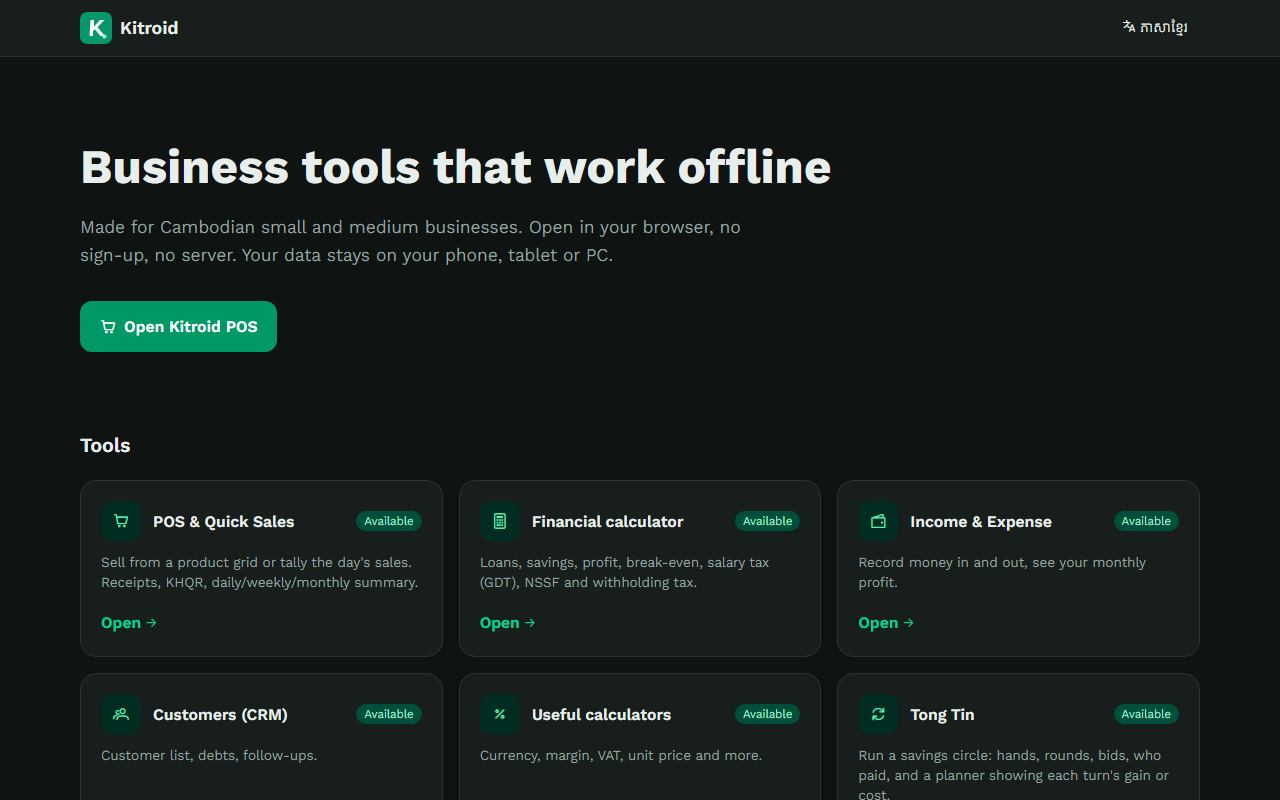 Kitroid
ភាសាខ្មែរ
Business tools that work offline
Made for Cambodian small and medium businesses. Open in your browser, no
sign-up, no server. Your data stays on your phone, tablet or PC.
Open Kitroid POS
Tools
POS & Quick Sales
Available
Sell from a product grid or tally the day's sales.
Receipts, KHQR, daily/weekly/monthly summary.
Open →
Financial calculator
Available
Loans, savings, profit, break-even, salary tax
(GDT), NSSF and withholding tax.
Open →
Income & Expense
Available
Record money in and out, see your monthly
profit.
Open →
Customers (CRM)
Available
Customer list, debts, follow-ups.
Useful calculators
Available
Currency, margin, VAT, unit price and more.
Tong Tin
Available
Run a savings circle: hands, rounds, bids, who
paid, and a planner showing each turn's gain or
cost.